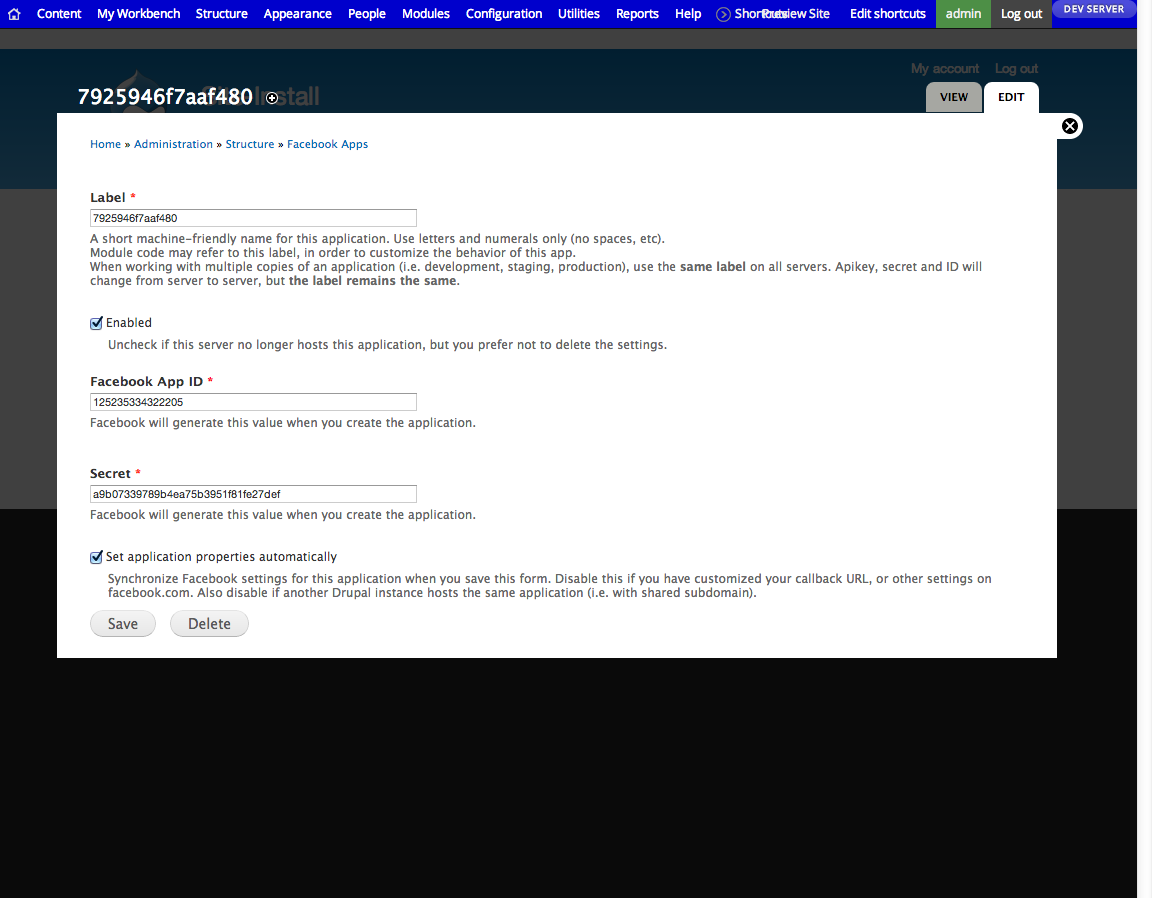 Content My Workbench Structure Appearance People Modules Configuration Utilities Reports Help Shortcuts Preview Site Edit shortcuts admin Log out DEV SERVER
My account Log out
7925946f7aaf480 Site-Install
VIEW EDIT
Home » Administration » Structure » Facebook Apps
Label *
7925946f7aaf480
A short machine-friendly name for this application. Use letters and numerals only (no spaces, etc).
Module code may refer to this label, in order to customize the behavior of this app.
When working with multiple copies of an application (i.e. development, staging, production), use the same label on all servers. Apikey, secret and ID will
change from server to server, but the label remains the same.
Enabled
Uncheck if this server no longer hosts this application, but you prefer not to delete the settings.
Facebook App ID *
125235334322205
Facebook will generate this value when you create the application.
Secret *
a9b07339789b4ea75b3951f81fe27def
Facebook will generate this value when you create the application.
Set application properties automatically
Synchronize Facebook settings for this application when you save this form. Disable this if you have customized your callback URL, or other settings on
facebook.com. Also disable if another Drupal instance hosts the same application (i.e. with shared subdomain).
Save Delete